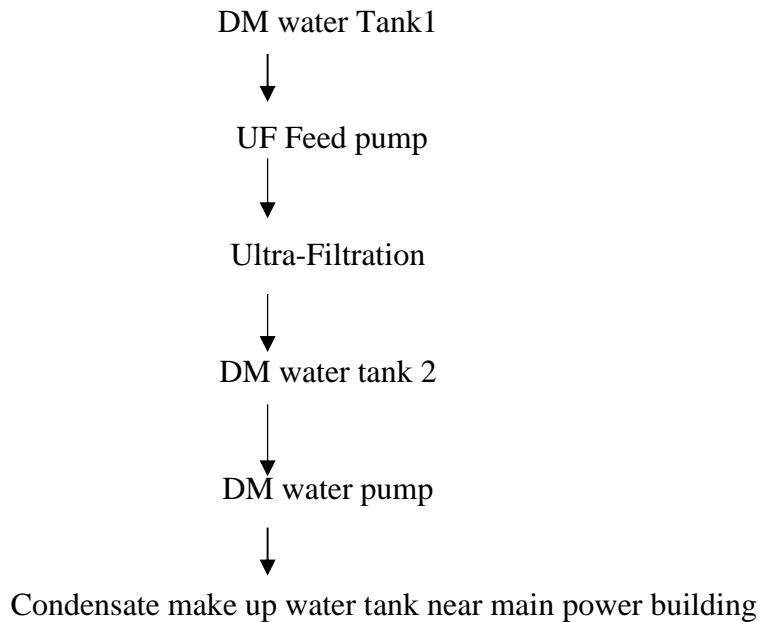 DM water Tank1
UF Feed pump
Ultra-Filtration
DM water tank 2
DM water pump
Condensate make up water tank near main power building